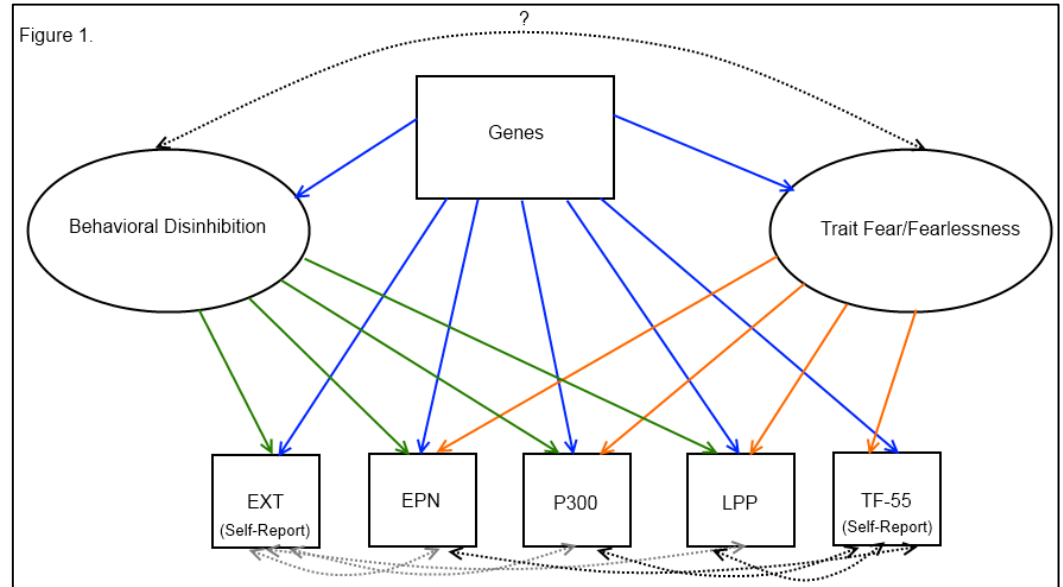 ?
Figure 1.
Genes
Behavioral Disinhibition
Trait Fear/Fearlessness
EXT
(Self-Report)
EPN
P300
LPP
TF-55
(Self-Report)